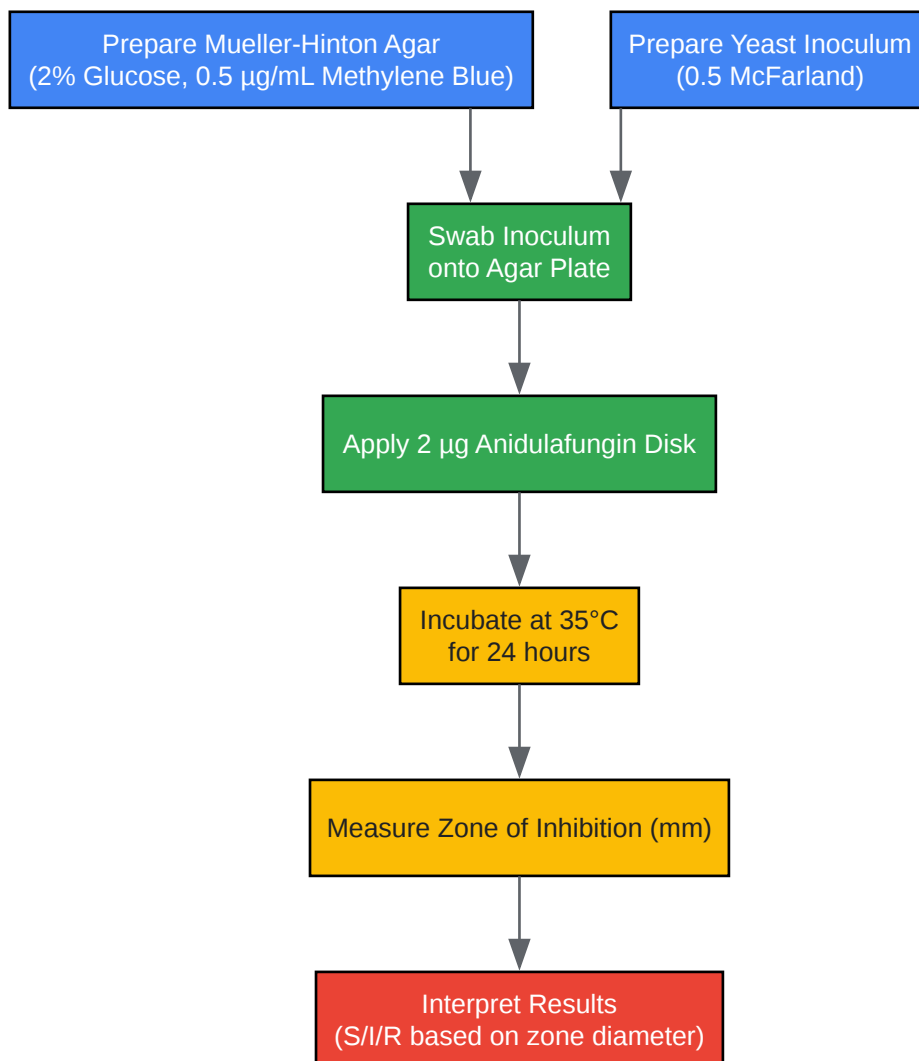 Prepare Mueller-Hinton Agar
(2% Glucose, 0.5 µg/mL Methylene Blue)
Prepare Yeast Inoculum
(0.5 McFarland)
Swab Inoculum
onto Agar Plate
Apply 2 µg Anidulafungin Disk
Incubate at 35°C
for 24 hours
Measure Zone of Inhibition (mm)
Interpret Results
(S/I/R based on zone diameter)